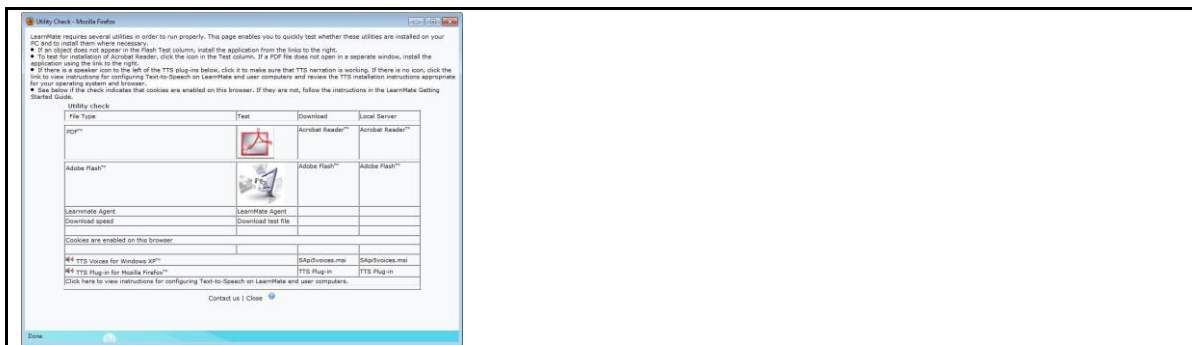 Utility Check - Mozilla Firefox
LearnMate requires several utilities in order to run properly. This page enables you to quickly test whether these utilities are installed on your
PC and to install them where necessary.
• If an object does not appear in the Flash Test column, install the application from the links to the right.
• To test for installation of Acrobat Reader, click the icon in the Test column. If a PDF file does not open in a separate window, install the
application using the link to the right.
• If there is a speaker icon to the left of the TTS plug-ins below, click it to make sure that TTS narration is working. If there is no icon, click the
link to view instructions for configuring Text-to-Speech on LearnMate end user computers and review the TTS installation instructions appropriate
for your operating system and browser.
• See below if the check indicates that cookies are enabled on this browser. If they are not, follow the instructions in the LearnMate Getting
Started Guide.
Utility check
File Type Test Download Local Server
PDF™ Acrobat Reader™ Acrobat Reader™
Adobe Flash™ Adobe Flash™ Adobe Flash™
Learnmate Agent LearnMate Agent
Download speed Download test file
Cookies are enabled on this browser
TTS Voices for Windows XP™ SApi5voices.msi SApi5voices.msi
TTS Plug-in for Mozilla Firefox™ TTS Plug-in TTS Plug-in
Click here to view instructions for configuring Text-to-Speech on LearnMate end user computers.
Contact us | Close
Done